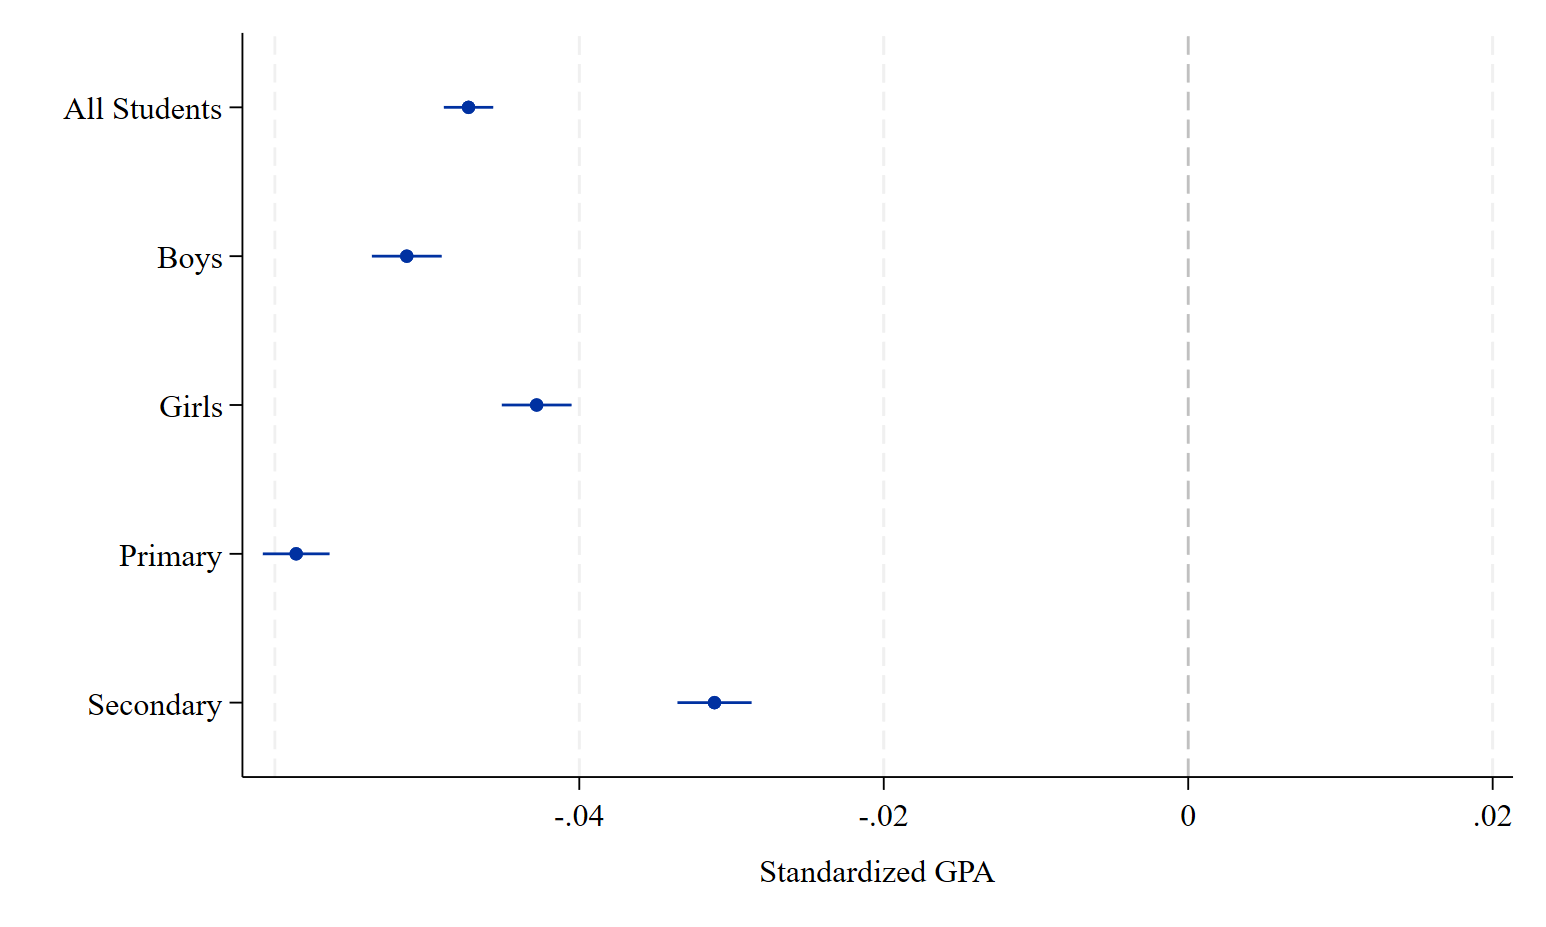 All Students
Boys
Girls
Primary
Secondary
-.04 -.02 0 .02
Standardized GPA